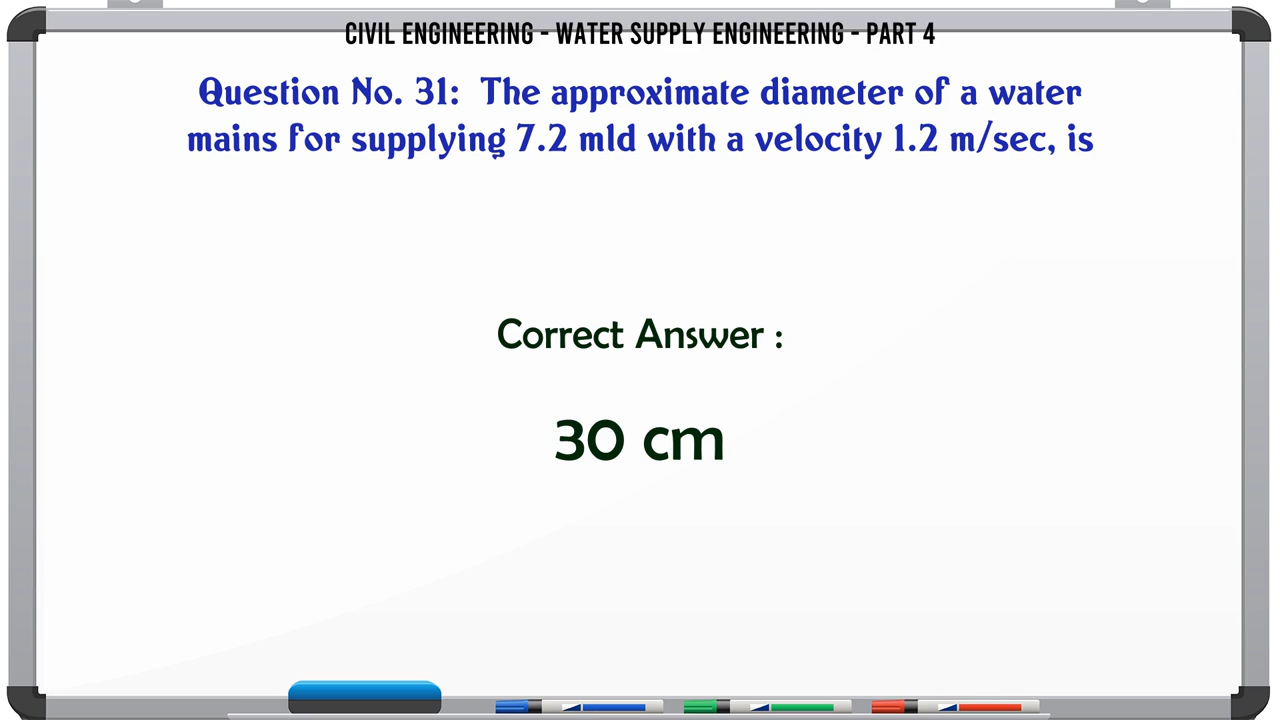 CIVIL ENGINEERING - WATER SUPPLY ENGINEERING - PART 4
Question No. 31:  The approximate diameter of a water
mains for supplying 7.2 mld with a velocity 1.2 m/sec, is
Correct Answer :
30 cm